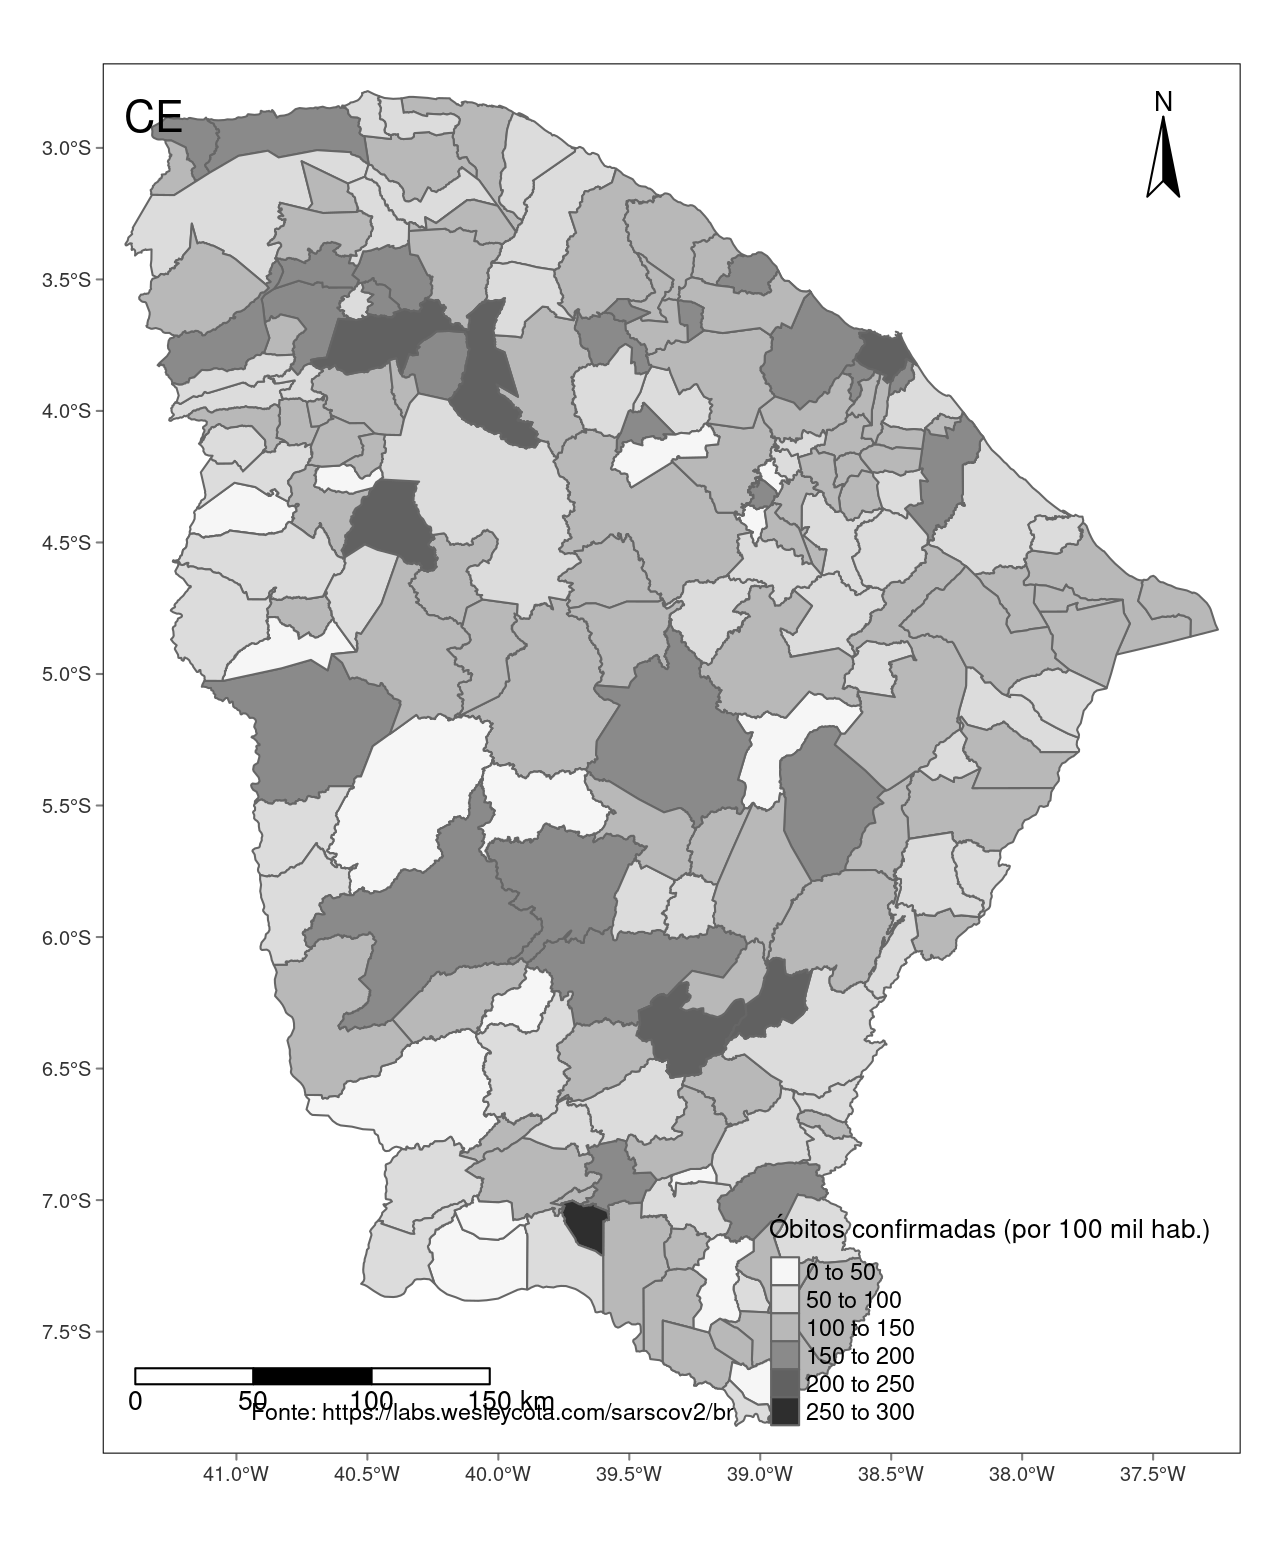 CE
N
3.0°S
3.5°S
4.0°S
4.5°S
5.0°S
5.5°S
6.0°S
6.5°S
7.0°S
7.5°S
Óbitos confirmadas (por 100 mil hab.)
0 to 50
50 to 100
100 to 150
150 to 200
200 to 250
250 to 300
0 50 100 150 km
Fonte: https://labs.wesleycota.com/sarscov2/br
41.0°W 40.5°W 40.0°W 39.5°W 39.0°W 38.5°W 38.0°W 37.5°W